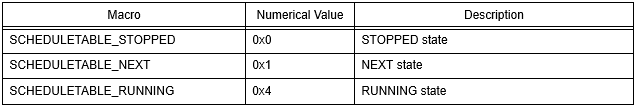 Macro Numerical Value Description
SCHEDULETABLE_STOPPED 0x0 STOPPED state
SCHEDULETABLE_NEXT 0x1 NEXT state
SCHEDULETABLE_RUNNING 0x4 RUNNING state